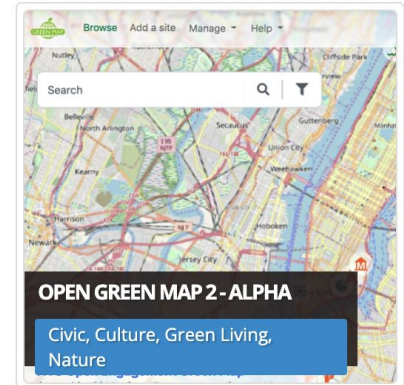 GREEN MAP
Browse Add a site Manage Help
Nutley
Cliffside Park
Search
Belleville
North Arlington
Secaucus
Guttenberg
Union City
Weehawken
Kearny
Harrison
Hoboken
Newark
Jersey City
OPEN GREEN MAP 2 - ALPHA
Civic, Culture, Green Living,
Nature